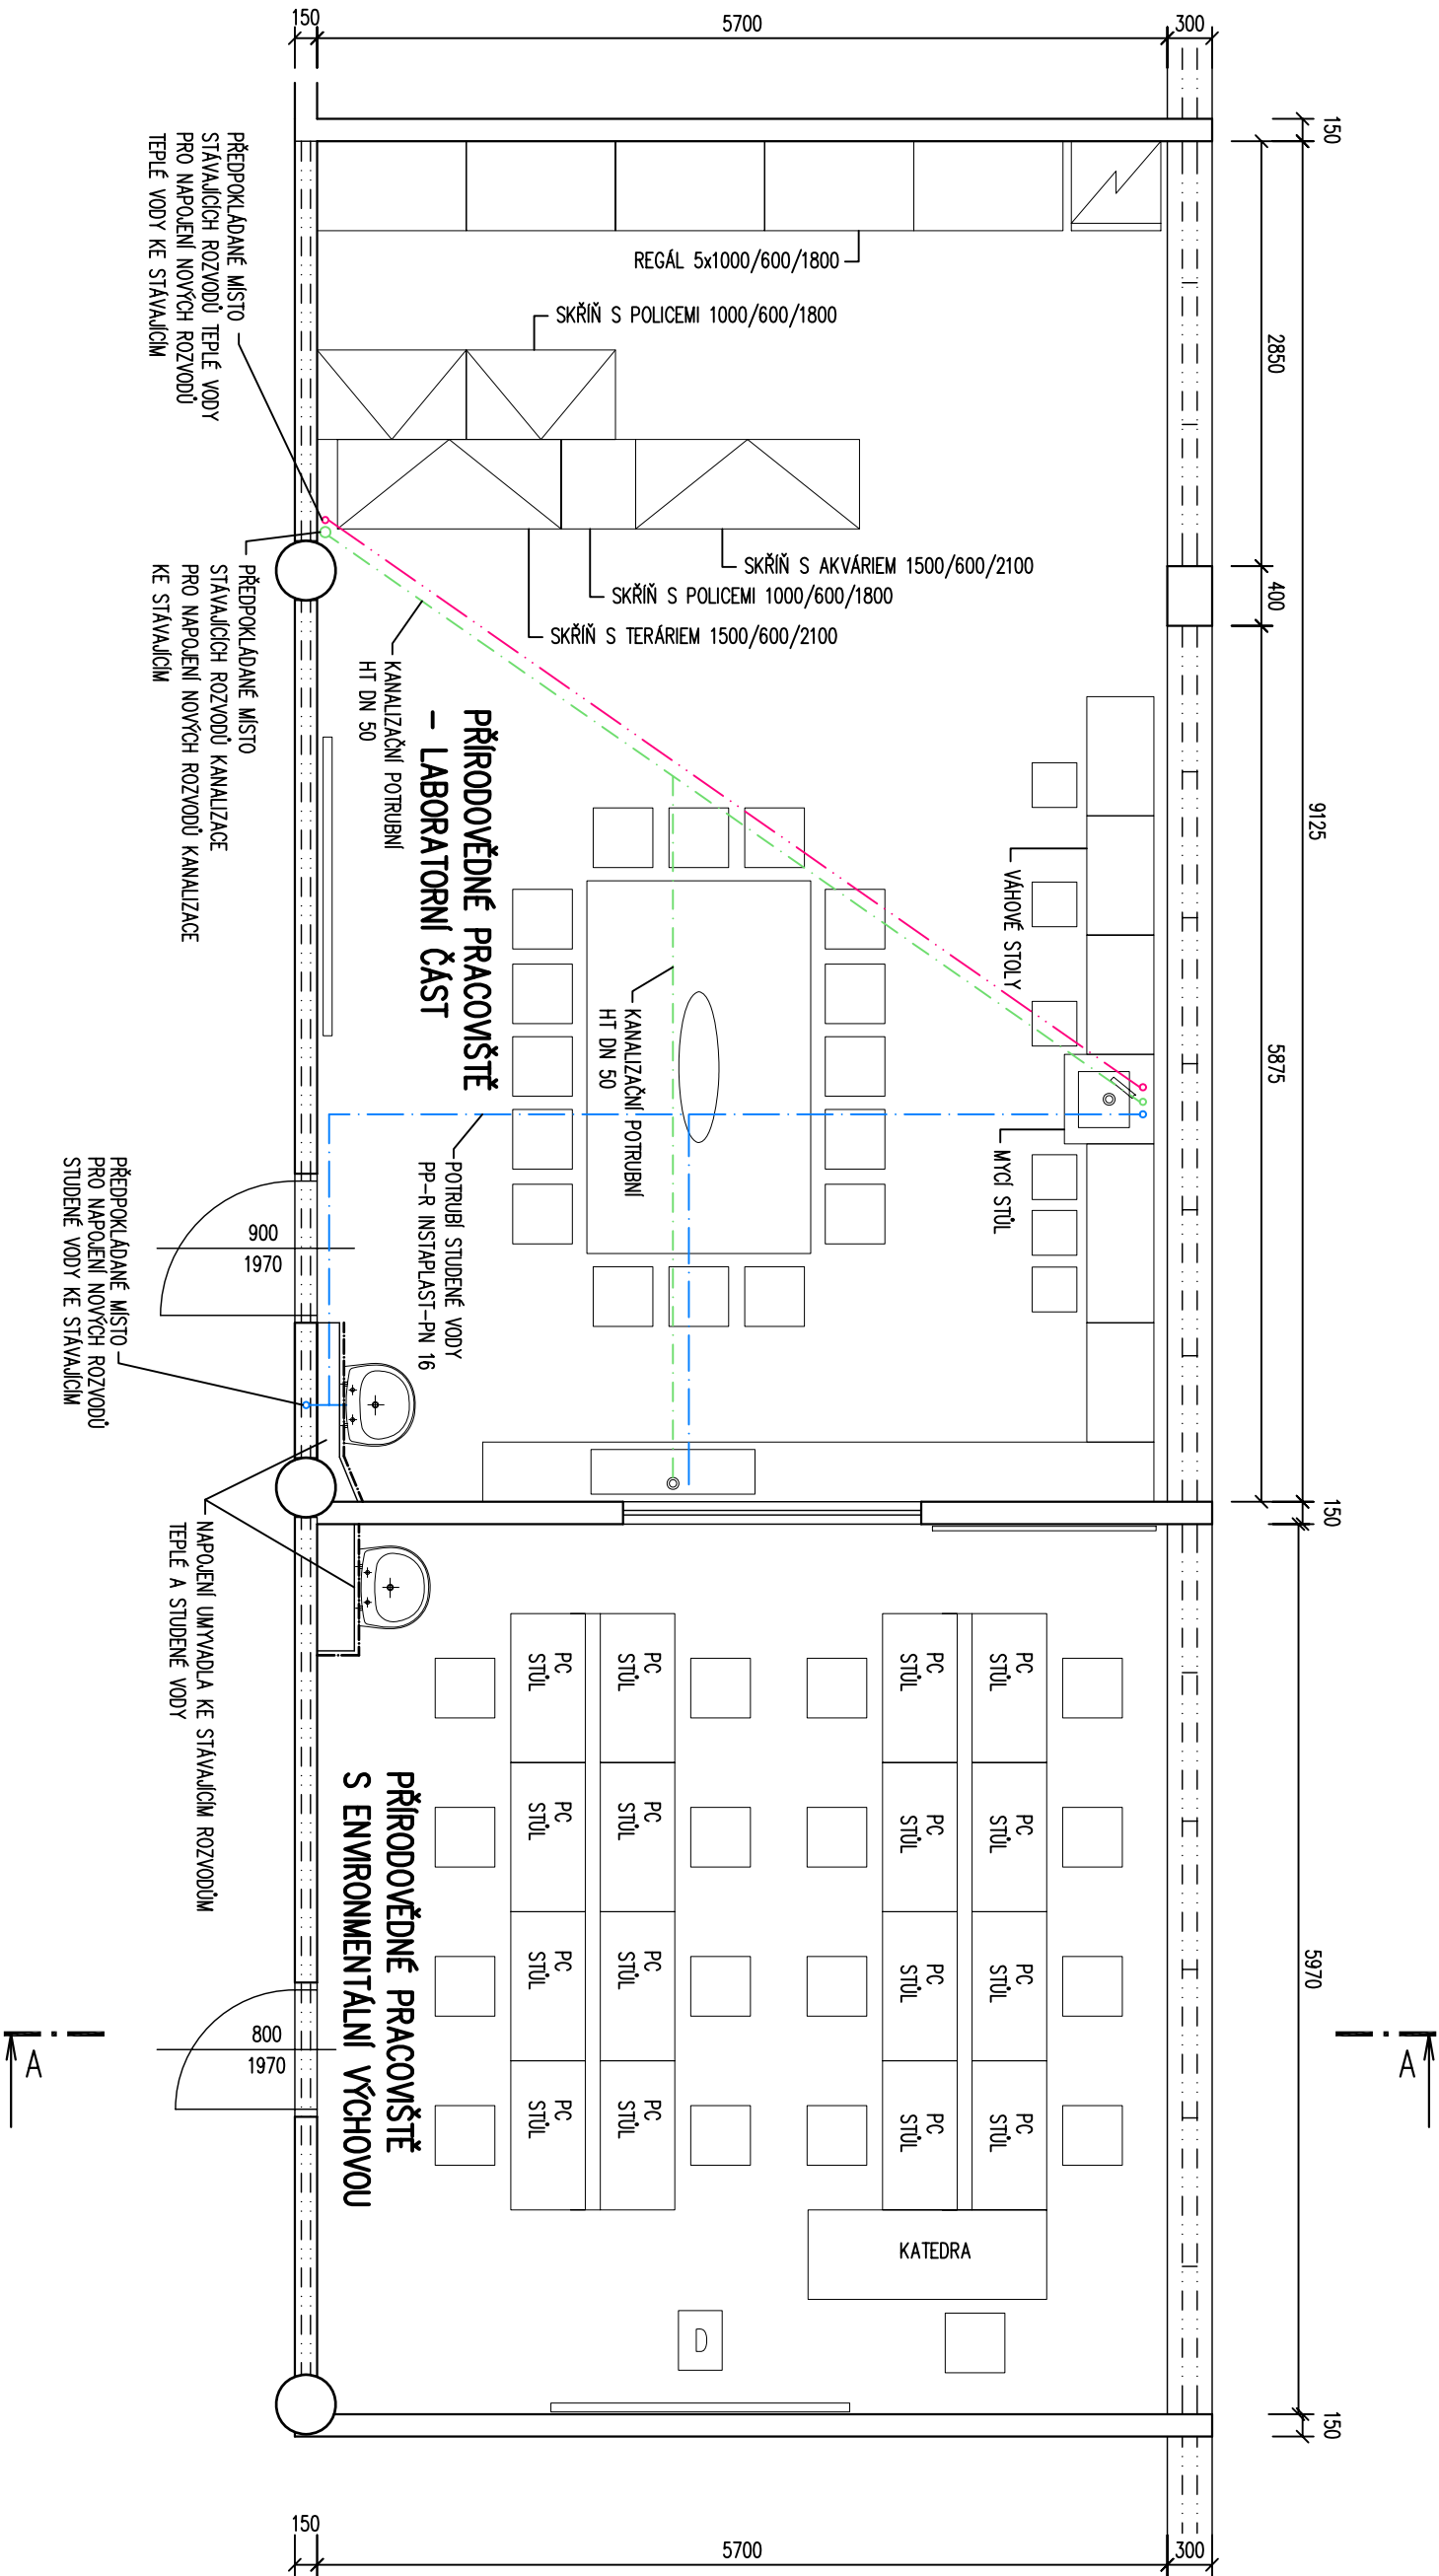 150
5700
300
150
2850
400
9125
5875
150
5970
150
REGÁL 5x1000/600/1800
SKŘÍŇ S POLICEMI 1000/600/1800
SKŘÍŇ S AKVÁRIEM 1500/600/2100
SKŘÍŇ S POLICEMI 1000/600/1800
SKŘÍŇ S TERÁRIEM 1500/600/2100
PŘEDPOKLÁDANÉ MÍSTO
STÁVAJÍCÍCH ROZVODŮ TEPLÉ VODY
PRO NAPOJENÍ NOVÝCH ROZVODŮ
TEPLÉ VODY KE STÁVAJÍCÍM
PŘEDPOKLÁDANÉ MÍSTO
STÁVAJÍCÍCH ROZVODŮ KANALIZACE
PRO NAPOJENÍ NOVÝCH ROZVODŮ KANALIZACE
KE STÁVAJÍCÍM
KANALIZAČNÍ POTRUBNÍ
HT DN 50
PŘÍRODOVĚDNÉ PRACOVIŠTĚ
– LABORATORNÍ ČÁST
VÁHOVÉ STOLY
KANALIZAČNÍ POTRUBNÍ
HT DN 50
MYCÍ STŮL
POTRUBÍ STUDENÉ VODY
PP–R INSTAPLAST–PN 16
900
1970
PŘEDPOKLÁDANÉ MÍSTO
PRO NAPOJENÍ NOVÝCH ROZVODŮ
STUDENÉ VODY KE STÁVAJÍCÍM
NAPOJENÍ UMYVADLA KE STÁVAJÍCÍM ROZVODŮM
TEPLÉ A STUDENÉ VODY
PC
STŮL
PC
STŮL
PC
STŮL
PC
STŮL
PC
STŮL
PC
STŮL
PC
STŮL
PC
STŮL
PC
STŮL
PC
STŮL
PC
STŮL
PC
STŮL
PC
STŮL
PC
STŮL
PC
STŮL
PC
STŮL
PŘÍRODOVĚDNÉ PRACOVIŠTĚ
S ENVIRONMENTÁLNÍ VÝCHOVOU
800
1970
A
A
KATEDRA
D
150
5700
300